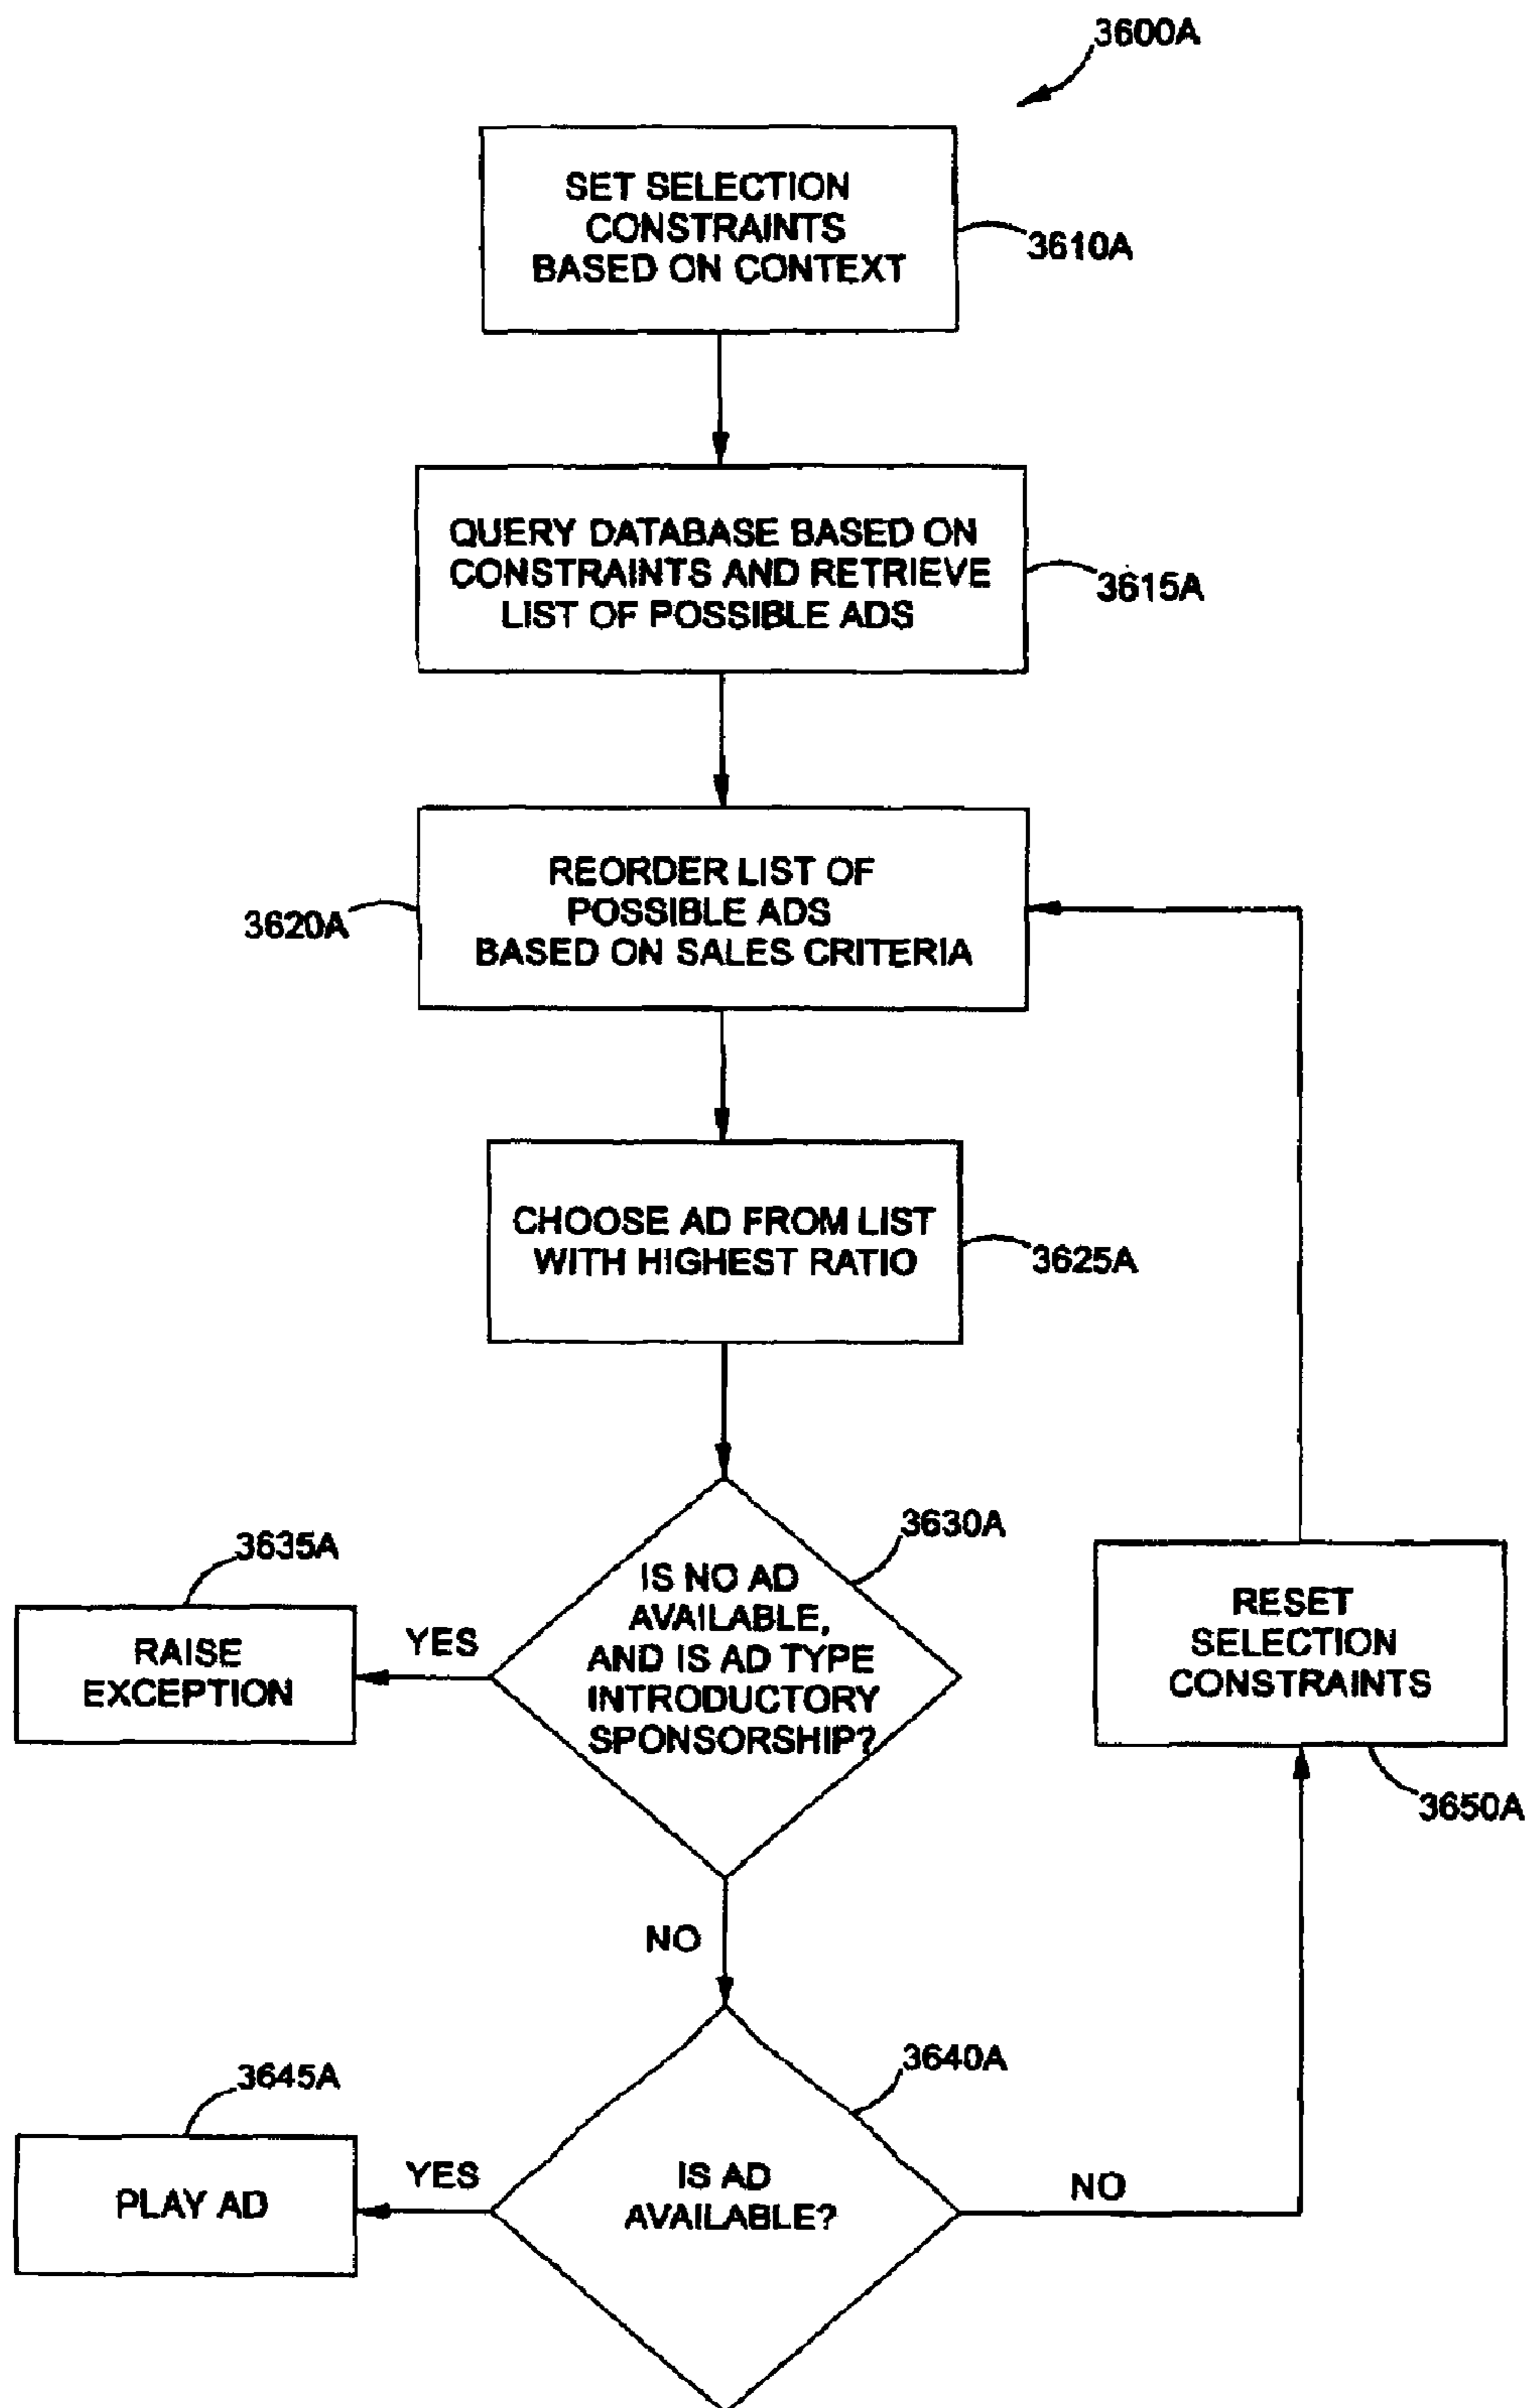 3600A
SET SELECTION
CONSTRAINTS
BASED ON CONTEXT
3610A
QUERY DATABASE BASED ON
CONSTRAINTS AND RETRIEVE
LIST OF POSSIBLE ADS
3615A
REORDER LIST OF
POSSIBLE ADS
BASED ON SALES CRITERIA
3620A
CHOOSE AD FROM LIST
WITH HIGHEST RATIO
3625A
3630A
IS NO AD
AVAILABLE,
AND IS AD TYPE
INTRODUCTORY
SPONSORSHIP?
3635A
YES
RAISE
EXCEPTION
RESET
SELECTION
CONSTRAINTS
3650A
NO
3640A
IS AD
AVAILABLE?
3645A
YES
PLAY AD
NO